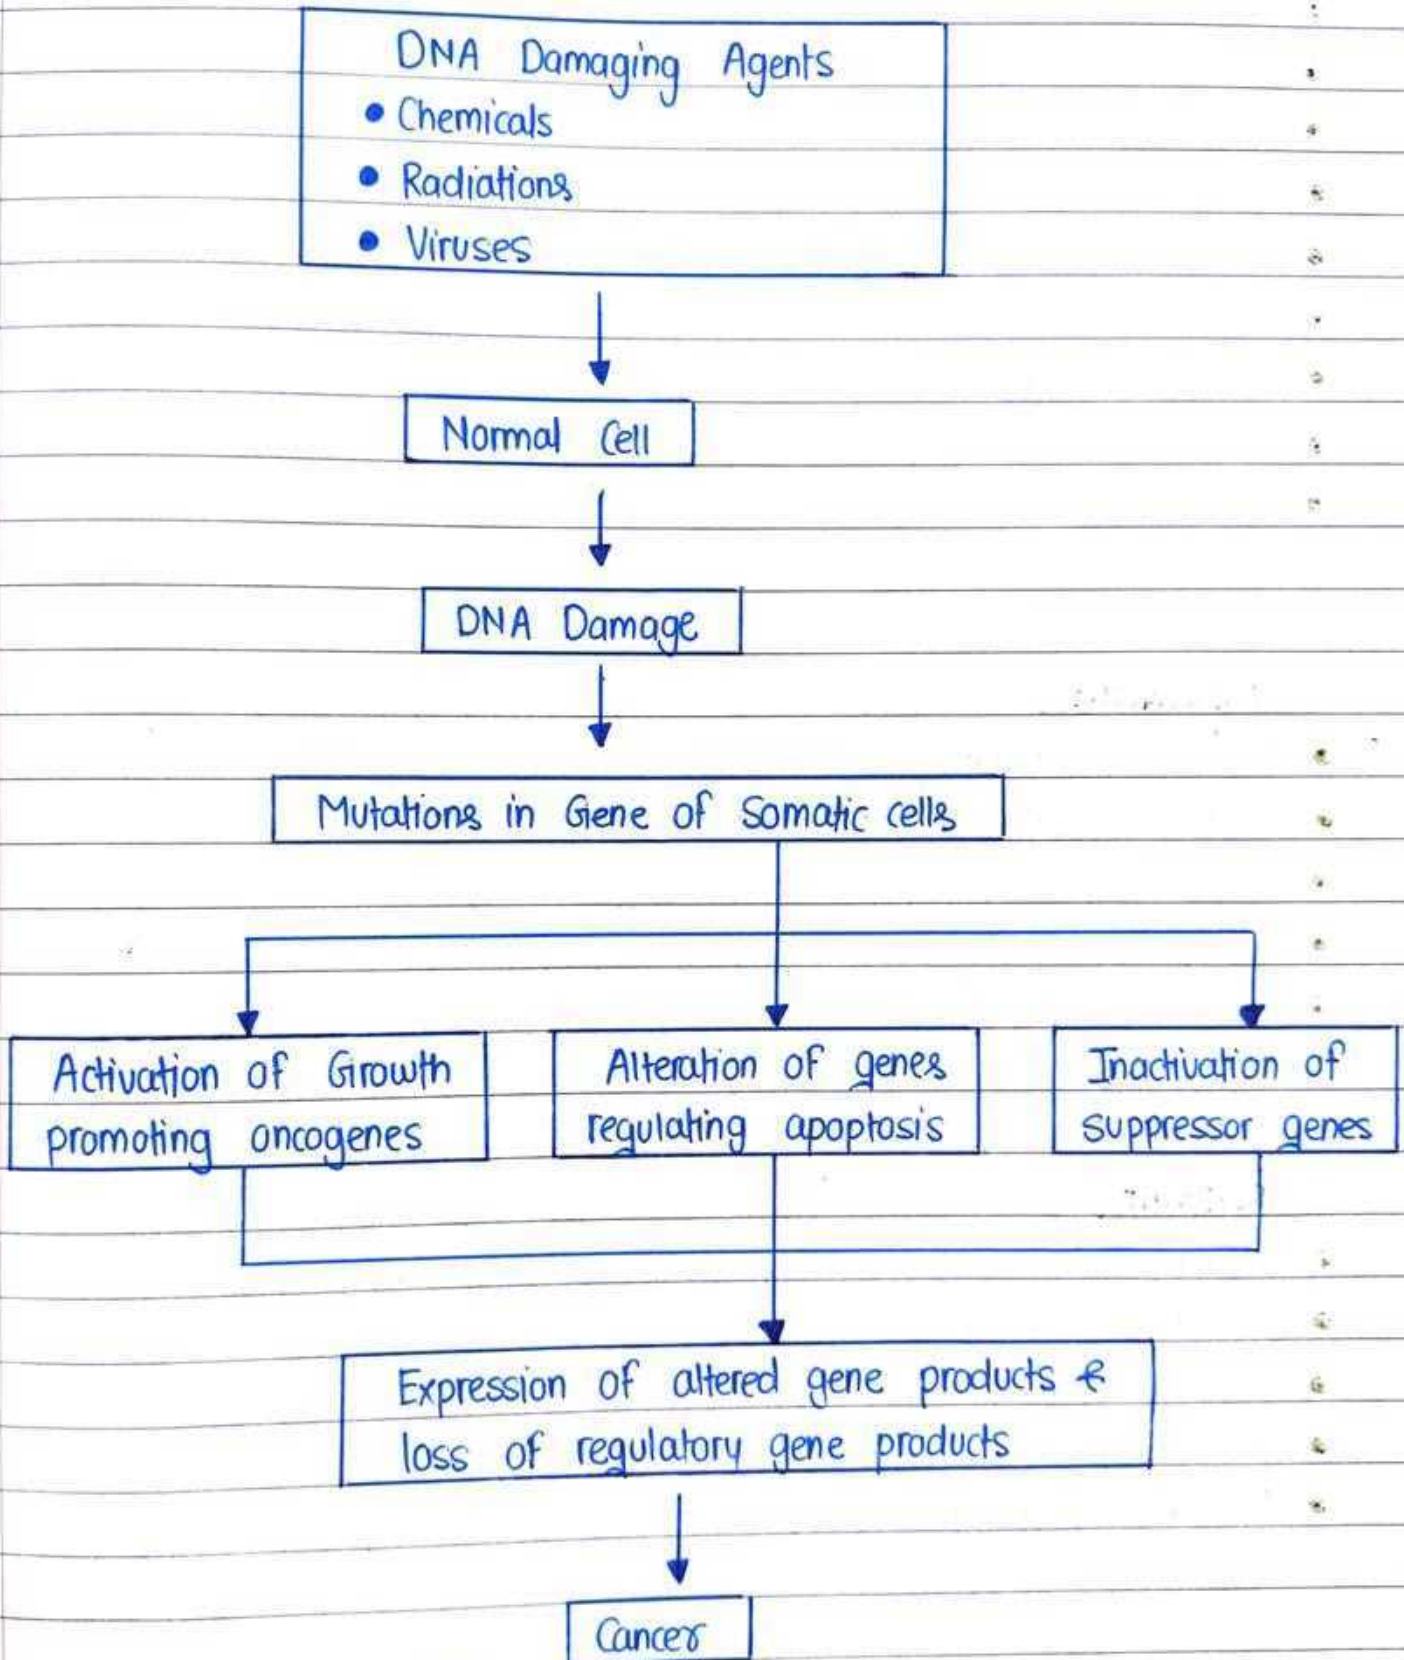 DNA Damaging Agents
• Chemicals
• Radiations
• Viruses
Normal Cell
DNA Damage
Mutations in Gene of Somatic cells
Activation of Growth
promoting oncogenes
Alteration of genes
regulating apoptosis
Inactivation of
suppressor genes
Expression of altered gene products &
loss of regulatory gene products
Cancer